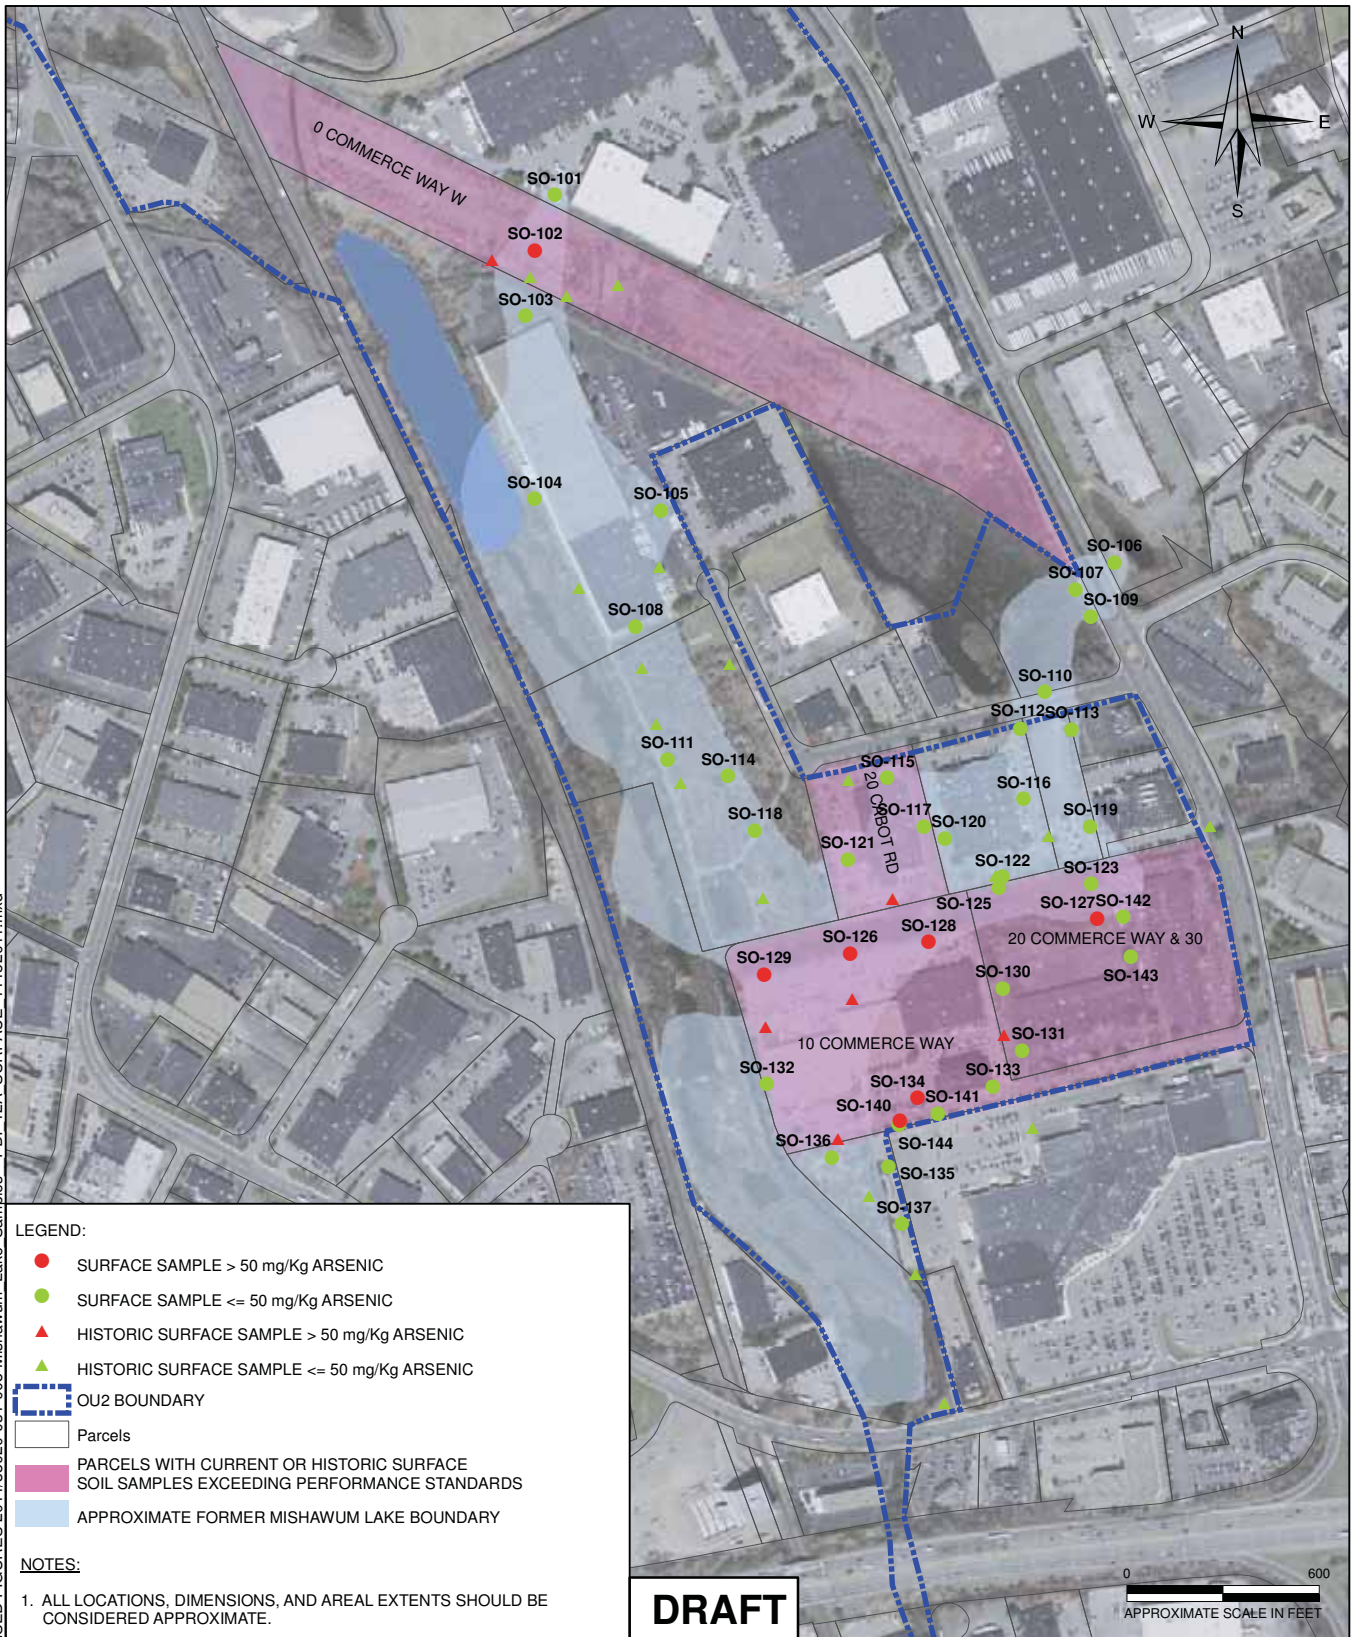 N
W
E
S
0 COMMERCE WAY W
SO-101
SO-102
SO-103
SO-104
SO-105
SO-106
SO-107
SO-109
SO-108
SO-110
SO-112
SO-113
SO-111
SO-114
SO-115
20 CABOT RD
SO-116
SO-117
SO-118
SO-119
SO-120
SO-121
SO-122
SO-123
SO-125
SO-127
SO-142
SO-126
SO-128
20 COMMERCE WAY & 30
SO-129
SO-143
SO-130
SO-131
10 COMMERCE WAY
SO-132
SO-133
SO-134
SO-140
SO-141
SO-136
SO-144
SO-135
SO-137
LEGEND:
SURFACE SAMPLE > 50 mg/Kg ARSENIC
SURFACE SAMPLE <= 50 mg/Kg ARSENIC
HISTORIC SURFACE SAMPLE > 50 mg/Kg ARSENIC
HISTORIC SURFACE SAMPLE <= 50 mg/Kg ARSENIC
OU2 BOUNDARY
Parcels
PARCELS WITH CURRENT OR HISTORIC SURFACE
SOIL SAMPLES EXCEEDING PERFORMANCE STANDARDS
APPROXIMATE FORMER MISHAWUM LAKE BOUNDARY
NOTES:
1. ALL LOCATIONS, DIMENSIONS, AND AREAL EXTENTS SHOULD BE
CONSIDERED APPROXIMATE.
DRAFT
0
600
APPROXIMATE SCALE IN FEET